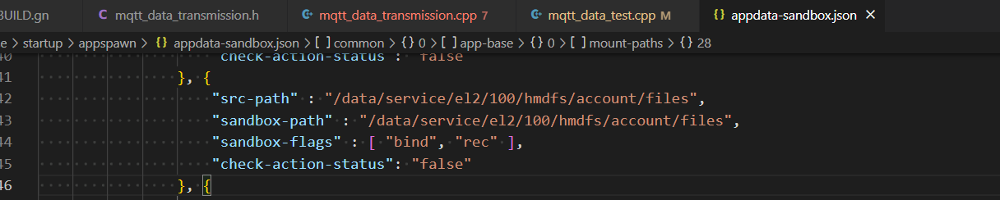 BUILD.gn mqtt_data_transmission.h mqtt_data_transmission.cpp 7 mqtt_data_test.cpp M appdata-sandbox.json
e > startup > appspawn > {} appdata-sandbox.json > [ ] common > {} 0 > [ ] app-base > {} 0 > [ ] mount-paths > {} 28
40 "check-action-status": "false"
41 }, {
42 "src-path" : "/data/service/el2/100/hmdfs/account/files",
43 "sandbox-path" : "/data/service/el2/100/hmdfs/account/files",
44 "sandbox-flags" : [ "bind", "rec" ],
45 "check-action-status": "false"
46 }, {